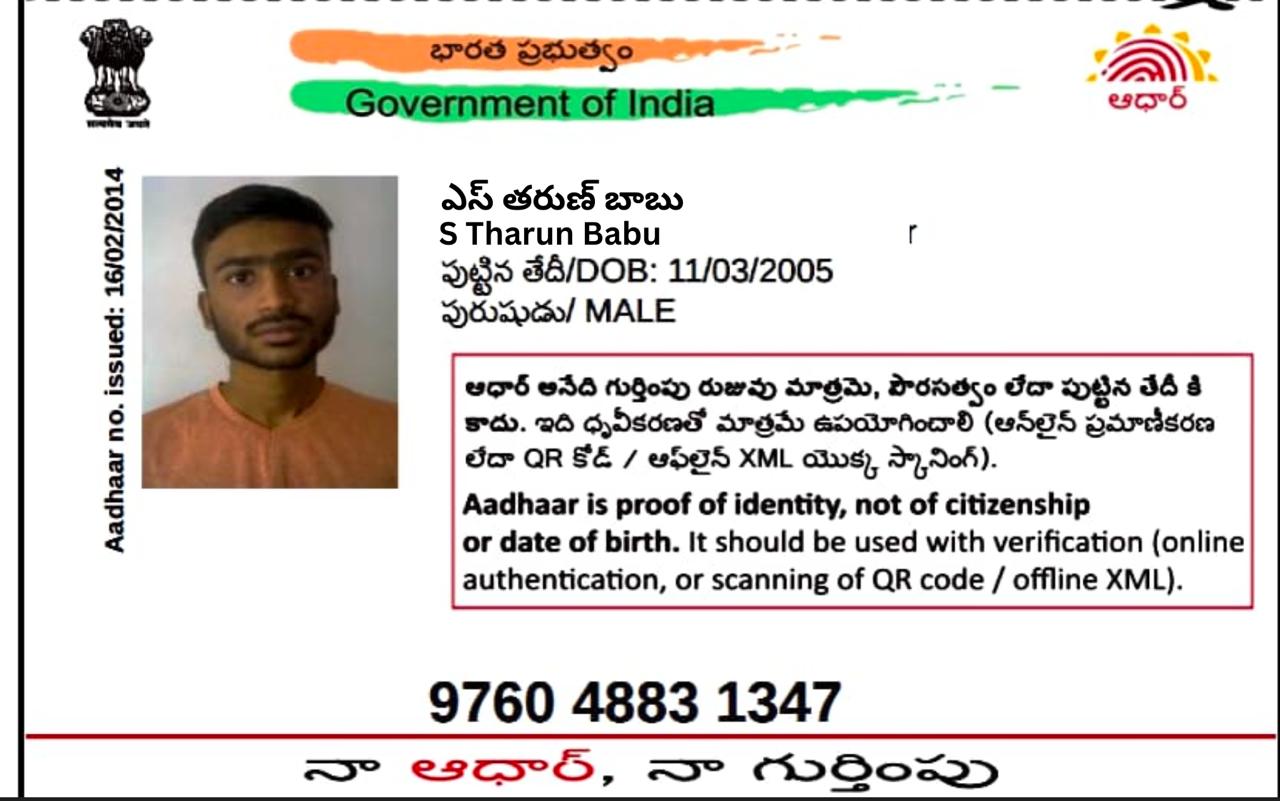 భారత ప్రభుత్వం
Government of India
सत्यमेव जयते
ఆధార్
Aadhaar no. issued: 16/02/2014
ఎస్ తరుణ్ బాబు
S Tharun Babu
r
పుట్టిన తేదీ/DOB: 11/03/2005
పురుషుడు/ MALE
ఆధార్ అనేది గుర్తింపు రుజువు మాత్రమె, పౌరసత్వం లేదా పుట్టిన తేదీ కి
కాదు. ఇది ధృవీకరణతో మాత్రమే ఉపయోగించాలి (ఆన్‌లైన్ ప్రమాణీకరణ
లేదా QR కోడ్ / ఆఫ్‌లైన్ XML యొక్క స్కానింగ్).
Aadhaar is proof of identity, not of citizenship
or date of birth. It should be used with verification (online
authentication, or scanning of QR code / offline XML).
9760 4883 1347
నా ఆధార్, నా గుర్తింపు